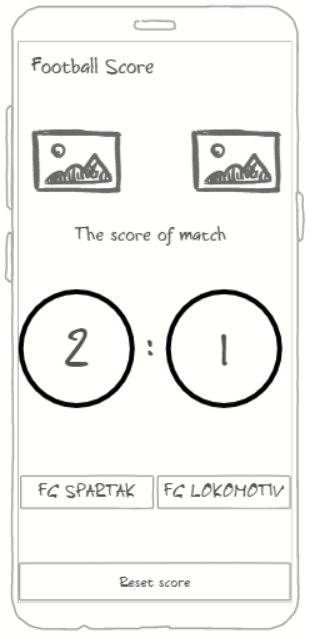 Football Score
The score of match
2 : 1
FC SPARTAK FC LOKOMOTIV
Reset score